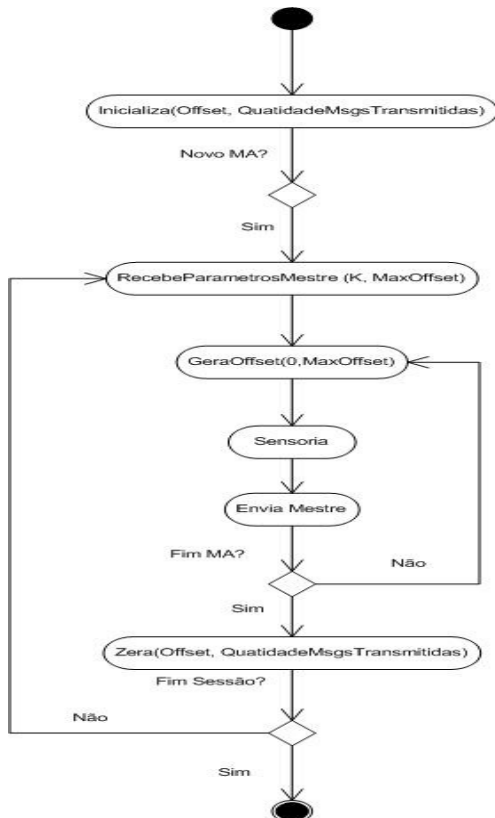 Inicializa(Offset, QuatidadeMsgsTransmitidas)
Novo MA?
Sim
RecebeParametrosMestre (K, MaxOffset)
GeraOffset(0,MaxOffset)
Sensoria
Envia Mestre
Fim MA?
Não
Sim
Zera(Offset, QuatidadeMsgsTransmitidas)
Fim Sessão?
Não
Sim